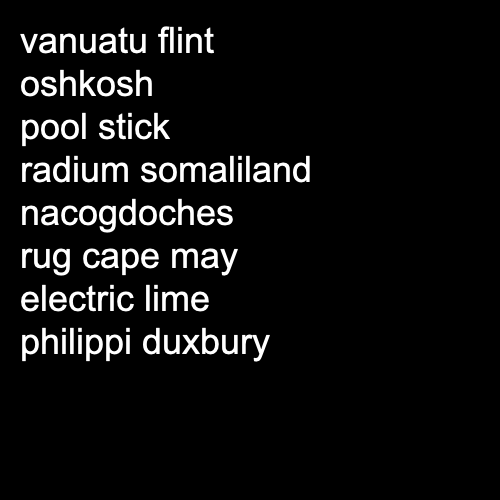 vanuatu flint
oshkosh
pool stick
radium somaliland
nacogdoches
rug cape may
electric lime
philippi duxbury